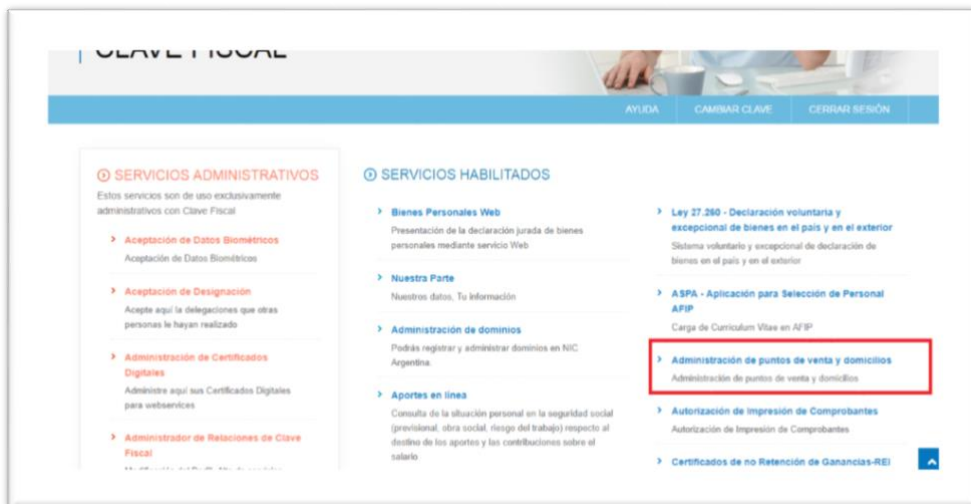 CLAVE FISCAL
AYUDA
CAMBIAR CLAVE
CERRAR SESIÓN
SERVICIOS ADMINISTRATIVOS
Estos servicios son de uso exclusivamente
administrativos con Clave Fiscal
Aceptación de Datos Biométricos
Aceptación de Datos Biométricos
Aceptación de Designación
Acepte aquí la delegaciones que otras
personas le hayan realizado
Administración de Certificados
Digitales
Administre aquí sus Certificados Digitales
para webservices
Administrador de Relaciones de Clave
Fiscal
SERVICIOS HABILITADOS
Bienes Personales Web
Presentación de la declaración jurada de bienes
personales mediante servicio Web
Nuestra Parte
Nuestros datos, Tu información
Administración de dominios
Podrás registrar y administrar dominios en NIC
Argentina.
Aportes en línea
Consulta de la situación personal en la seguridad social
(previsional, obra social, riesgo del trabajo) respecto al
destino de los aportes y las contribuciones sobre el
salario
Ley 27.260 - Declaración voluntaria y
excepcional de bienes en el país y en el exterior
Sistema voluntario y excepcional de declaración de
bienes en el país y en el exterior
ASPA - Aplicación para Selección de Personal
AFIP
Carga de Curriculum Vitae en AFIP
Administración de puntos de venta y domicilios
Administración de puntos de venta y domicilios
Autorización de Impresión de Comprobantes
Autorización de Impresión de Comprobantes
Certificados de no Retención de Ganancias-REI